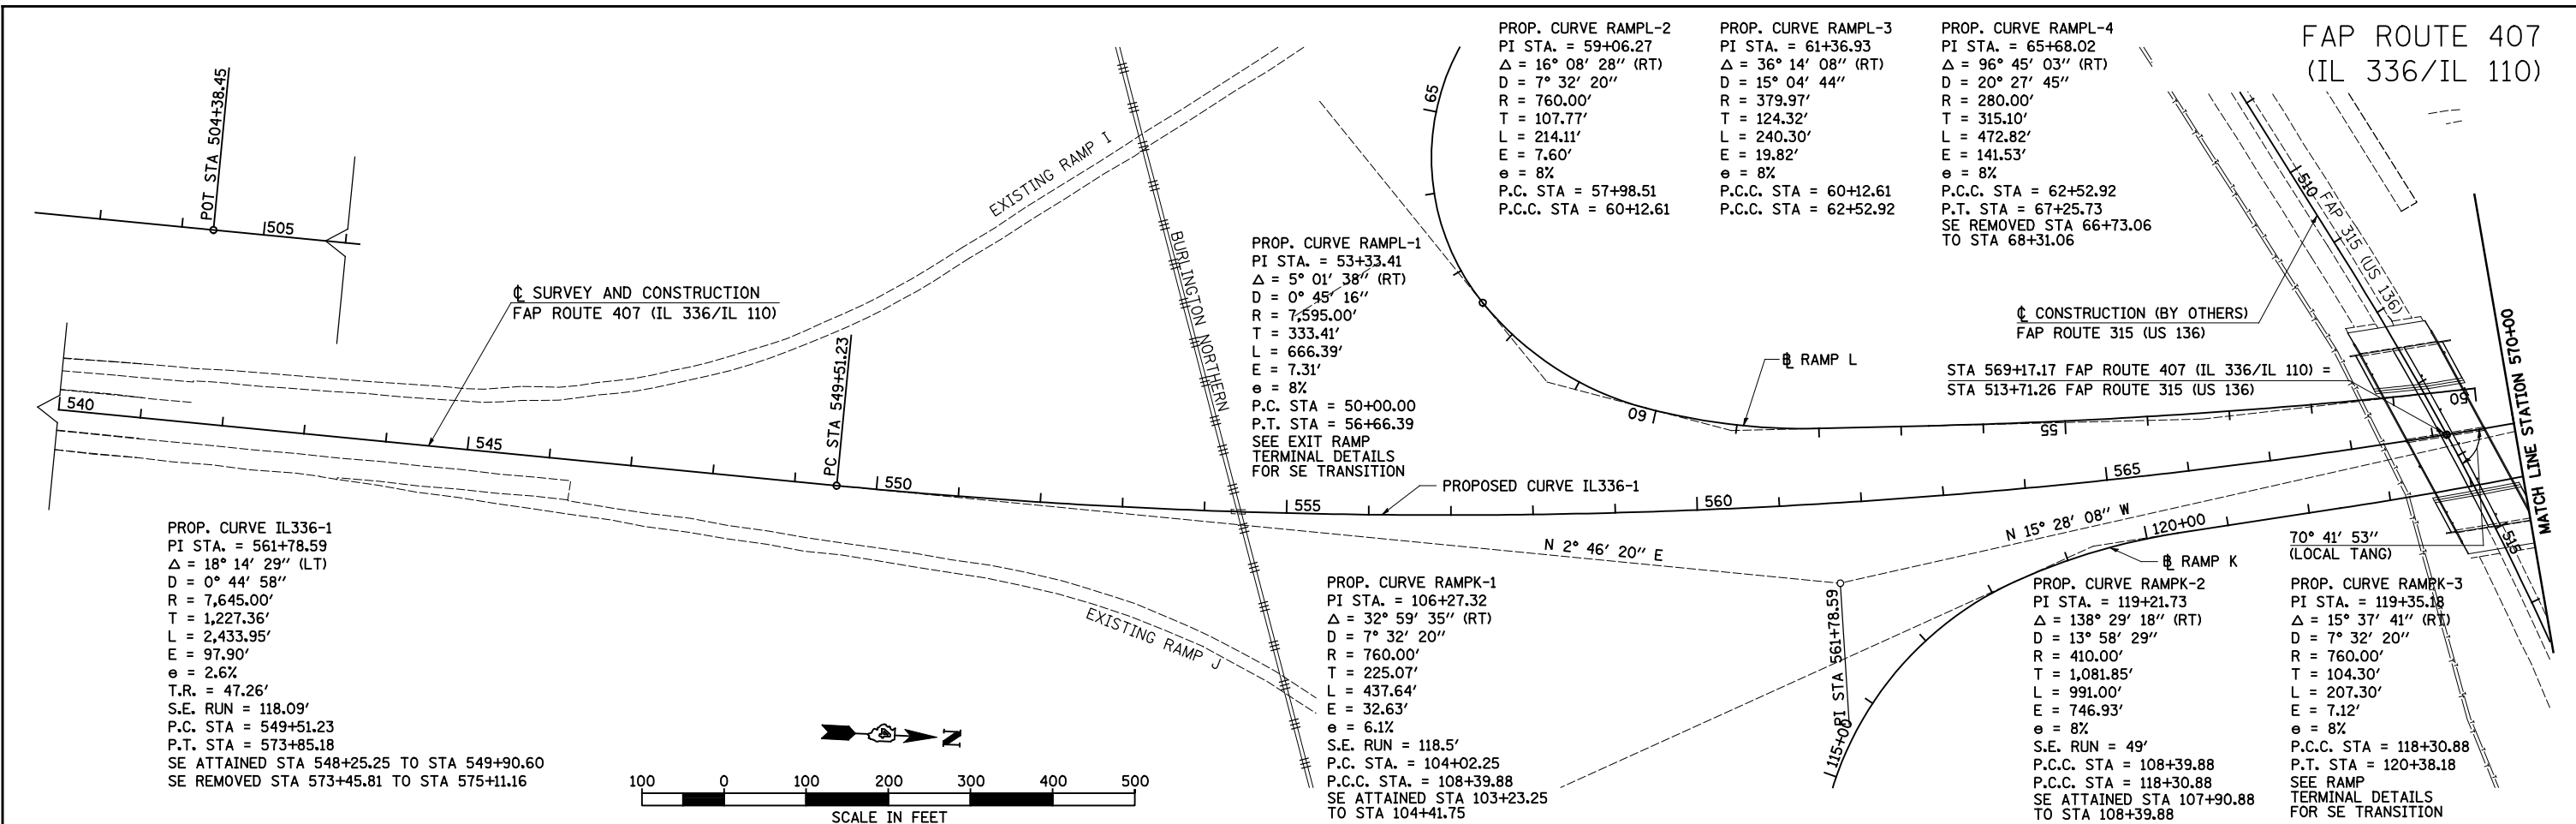 FAP ROUTE 407
(IL 336/IL 110)
PROP. CURVE RAMPL-2
PI STA. = 59+06.27
Δ = 16° 08' 28" (RT)
D = 7° 32' 20"
R = 760.00'
T = 107.77'
L = 214.11'
E = 7.60'
e = 8%
P.C. STA = 57+98.51
P.C.C. STA = 60+12.61
PROP. CURVE RAMPL-3
PI STA. = 61+36.93
Δ = 36° 14' 08" (RT)
D = 15° 04' 44"
R = 379.97'
T = 124.32'
L = 240.30'
E = 19.82'
e = 8%
P.C.C. STA = 60+12.61
P.C.C. STA = 62+52.92
PROP. CURVE RAMPL-4
PI STA. = 65+68.02
Δ = 96° 45' 03" (RT)
D = 20° 27' 45"
R = 280.00'
T = 315.10'
L = 472.82'
E = 141.53'
e = 8%
P.C.C. STA = 62+52.92
P.T. STA = 67+25.73
SE REMOVED STA 66+73.06
TO STA 68+31.06
POT STA 504+38.45
505
EXISTING RAMP I
65
BURLINGTON NORTHERN
510
FAP 315 (US 136)
PROP. CURVE RAMPL-1
PI STA. = 53+33.41
Δ = 5° 01' 38" (RT)
D = 0° 45' 16"
R = 7,595.00'
T = 333.41'
L = 666.39'
E = 7.31'
e = 8%
P.C. STA = 50+00.00
P.T. STA = 56+66.39
SEE EXIT RAMP
TERMINAL DETAILS
FOR SE TRANSITION
℄ SURVEY AND CONSTRUCTION
FAP ROUTE 407 (IL 336/IL 110)
℄ CONSTRUCTION (BY OTHERS)
FAP ROUTE 315 (US 136)
℄ RAMP L
STA 569+17.17 FAP ROUTE 407 (IL 336/IL 110) =
STA 513+71.26 FAP ROUTE 315 (US 136)
MATCH LINE STATION 570+00
540
545
PC STA 549+51.23
550
555
560
565
60
55
50
PROPOSED CURVE IL336-1
N 2° 46' 20" E
N 15° 28' 08" W
120+00
℄ RAMP K
70° 41' 53"
(LOCAL TANG)
515
EXISTING RAMP J
PI STA 561+78.59
115+00
PROP. CURVE IL336-1
PI STA. = 561+78.59
Δ = 18° 14' 29" (LT)
D = 0° 44' 58"
R = 7,645.00'
T = 1,227.36'
L = 2,433.95'
E = 97.90'
e = 2.6%
T.R. = 47.26'
S.E. RUN = 118.09'
P.C. STA = 549+51.23
P.T. STA = 573+85.18
SE ATTAINED STA 548+25.25 TO STA 549+90.60
SE REMOVED STA 573+45.81 TO STA 575+11.16
N
100 0 100 200 300 400 500
SCALE IN FEET
PROP. CURVE RAMPK-1
PI STA. = 106+27.32
Δ = 32° 59' 35" (RT)
D = 7° 32' 20"
R = 760.00'
T = 225.07'
L = 437.64'
E = 32.63'
e = 6.1%
S.E. RUN = 118.5'
P.C. STA. = 104+02.25
P.C.C. STA. = 108+39.88
SE ATTAINED STA 103+23.25
TO STA 104+41.75
PROP. CURVE RAMPK-2
PI STA. = 119+21.73
Δ = 138° 29' 18" (RT)
D = 13° 58' 29"
R = 410.00'
T = 1,081.85'
L = 991.00'
E = 746.93'
e = 8%
S.E. RUN = 49'
P.C.C. STA = 108+39.88
P.C.C. STA = 118+30.88
SE ATTAINED STA 107+90.88
TO STA 108+39.88
PROP. CURVE RAMPK-3
PI STA. = 119+35.18
Δ = 15° 37' 41" (RT)
D = 7° 32' 20"
R = 760.00'
T = 104.30'
L = 207.30'
E = 7.12'
e = 8%
P.C.C. STA = 118+30.88
P.T. STA = 120+38.18
SEE RAMP
TERMINAL DETAILS
FOR SE TRANSITION